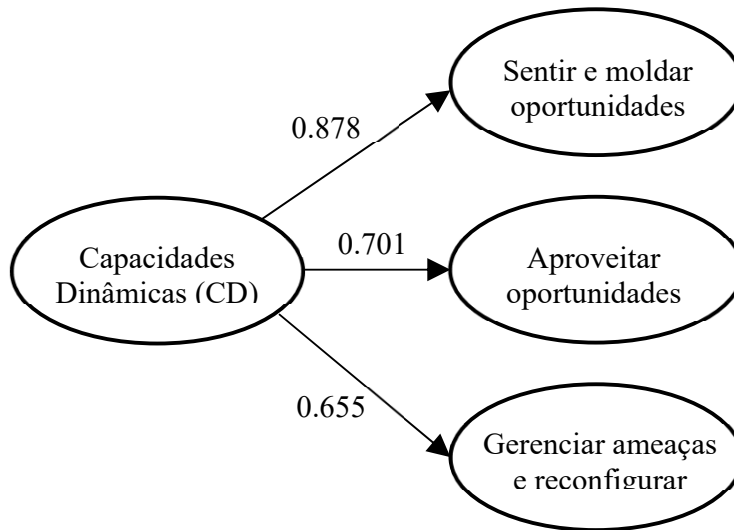 Sentir e moldar
oportunidades
0.878
Capacidades
Dinâmicas (CD)
0.701
Aproveitar
oportunidades
0.655
Gerenciar ameaças
e reconfigurar